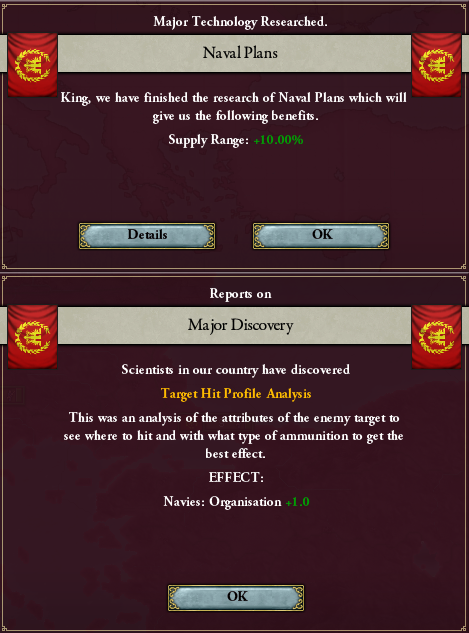 Major Technology Researched.
Naval Plans
King, we have finished the research of Naval Plans which will
give us the following benefits.
Supply Range: +10.00%
Details
OK
Reports on
Major Discovery
Scientists in our country have discovered
Target Hit Profile Analysis
This was an analysis of the attributes of the enemy target to
see where to hit and with what type of ammunition to get the
best effect.
EFFECT:
Navies: Organisation +1.0
OK